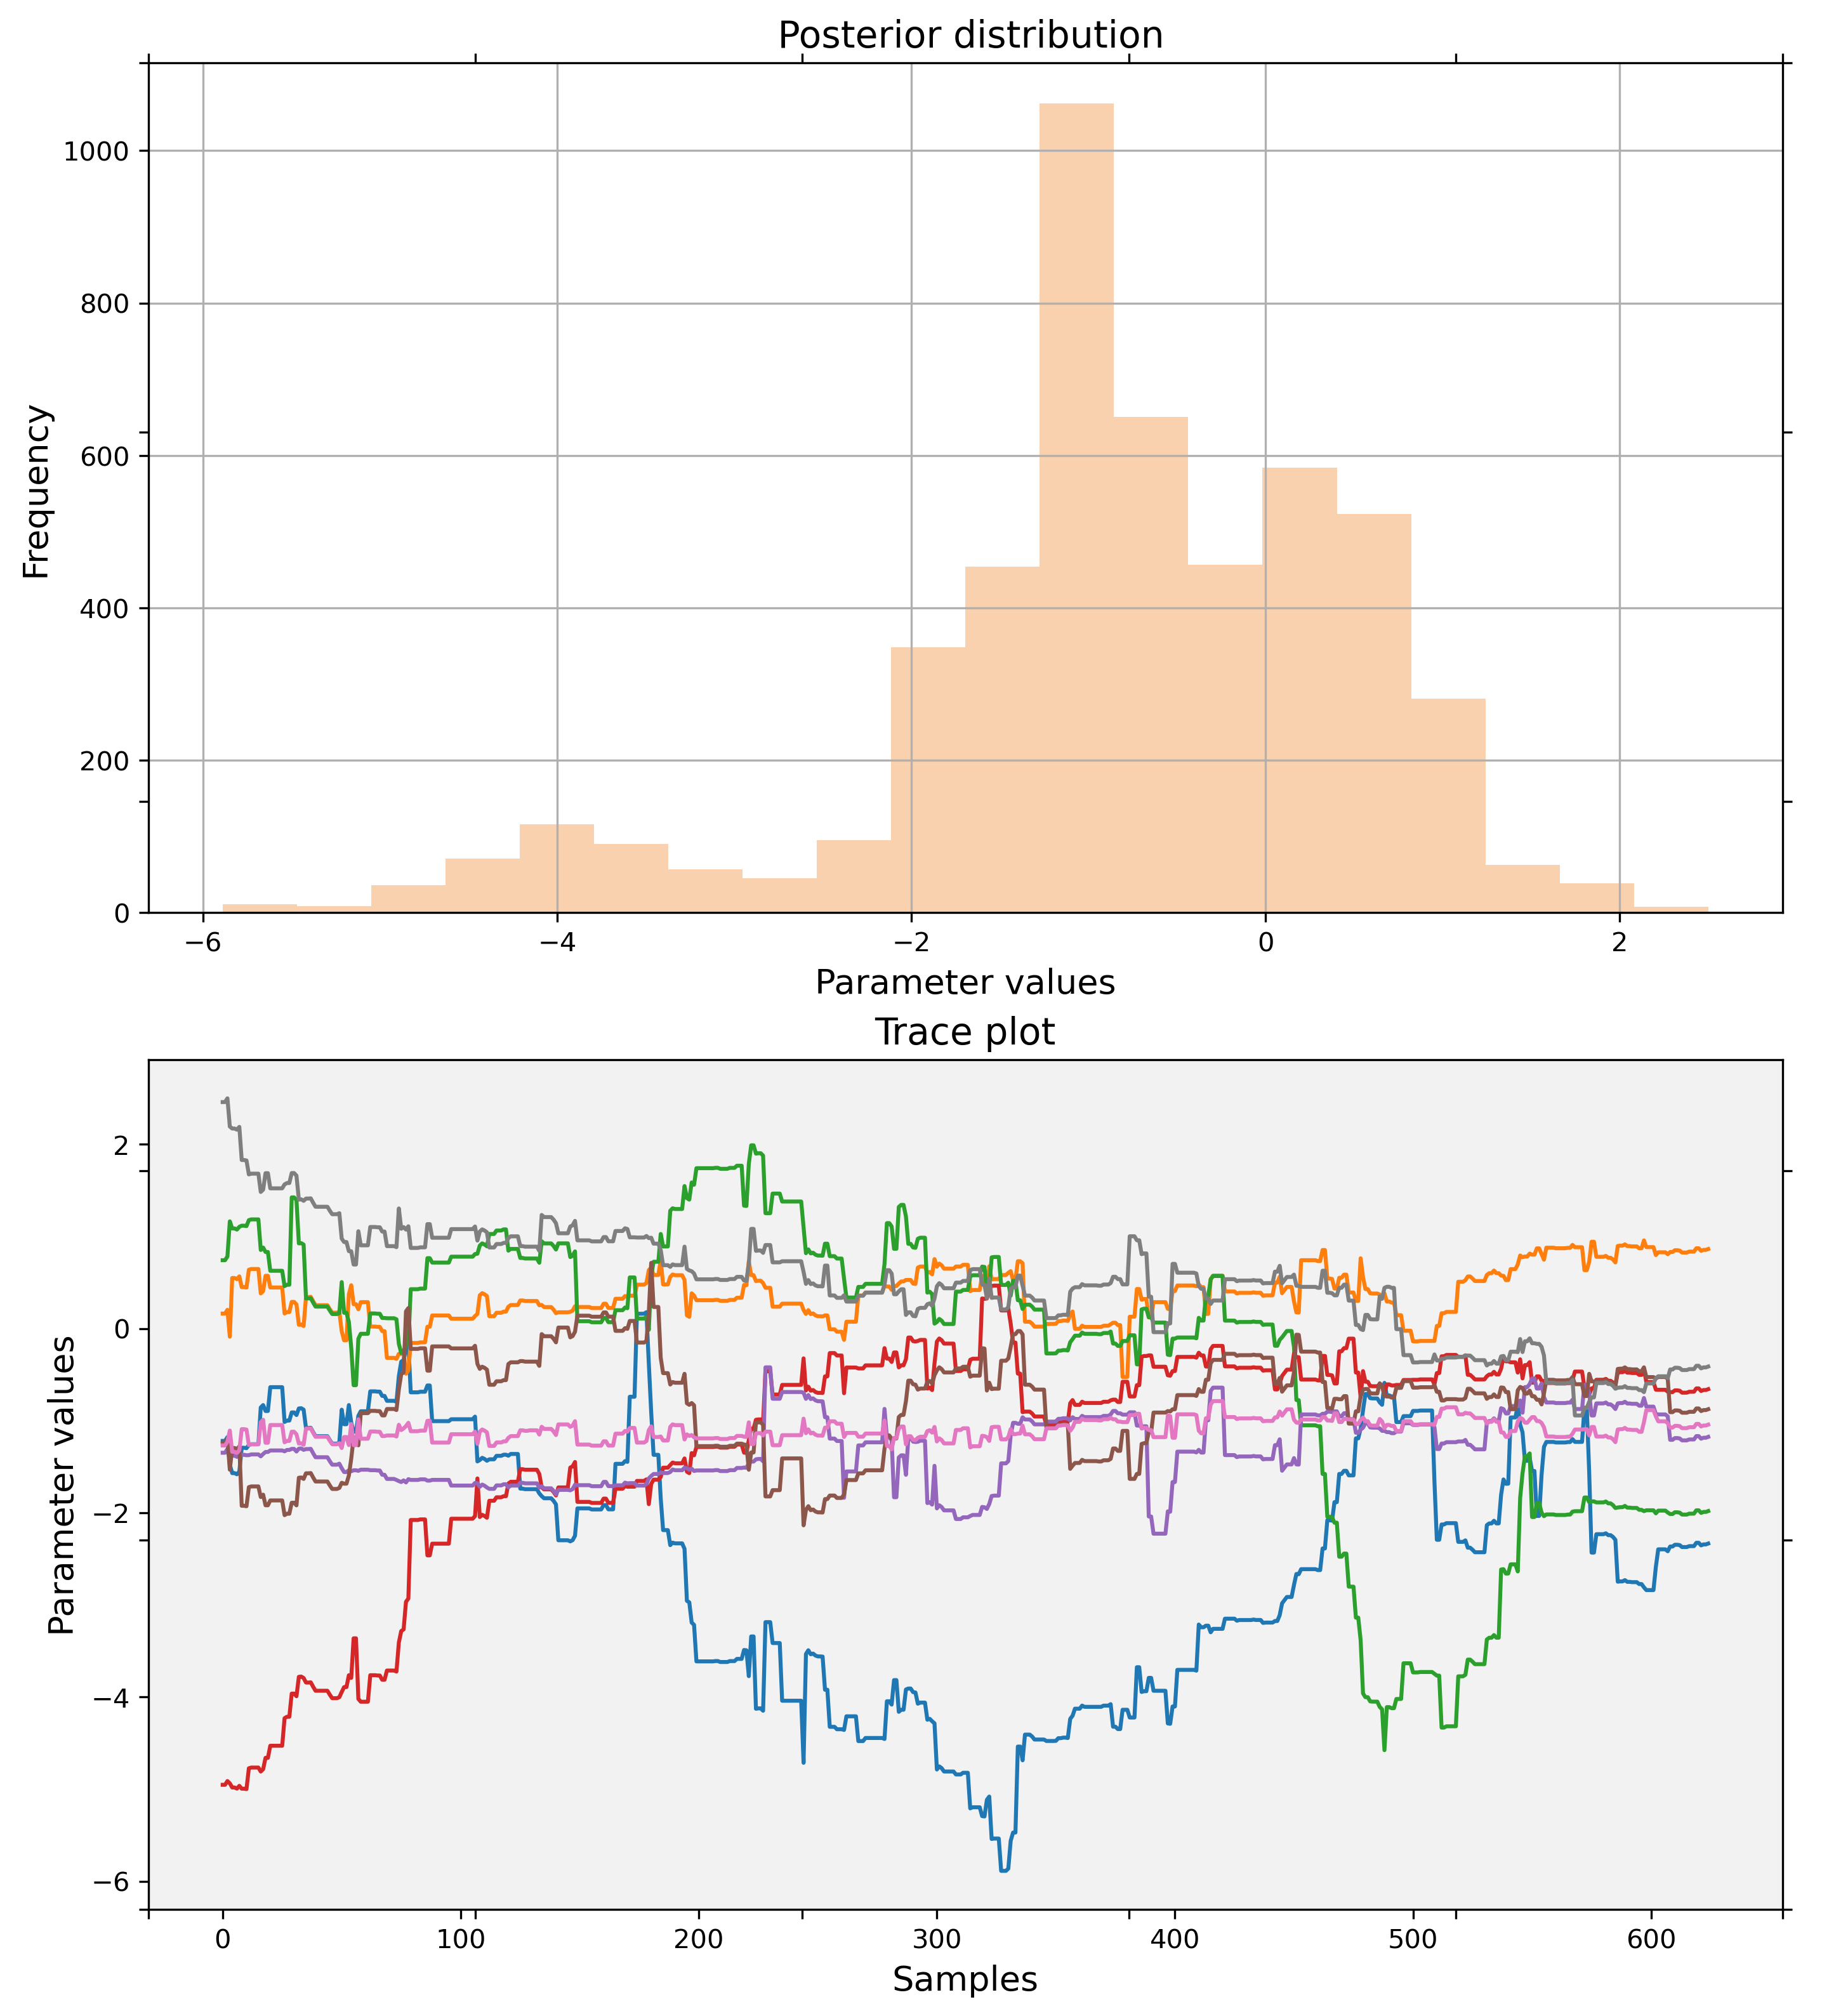 Posterior distribution
1000
800
600
400
200
0
Frequency
−6 −4 −2 0 2
Parameter values
Trace plot
2
0
−2
−4
−6
Parameter values
0 100 200 300 400 500 600
Samples